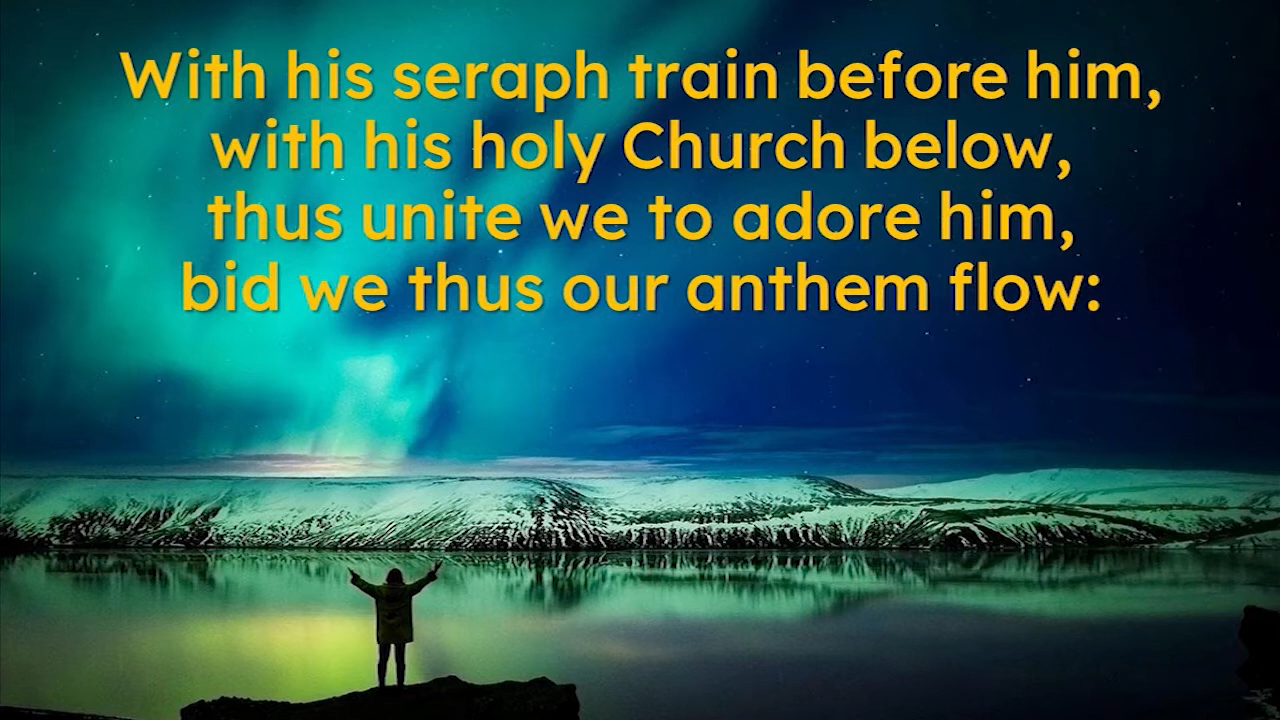 With his seraph train before him,
with his holy Church below,
thus unite we to adore him,
bid we thus our anthem flow: